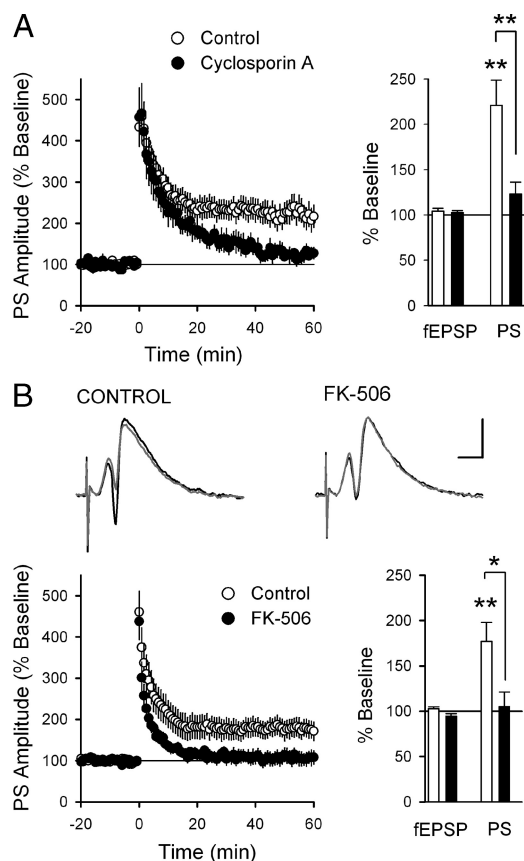 A
Control
Cyclosporin A
PS Amplitude (% Baseline)
500
400
300
200
100
0
-20 0 20 40 60
Time (min)
% Baseline
250
200
150
100
50
0
**
**
fEPSP PS
B
CONTROL
FK-506
PS Amplitude (% Baseline)
500
400
300
200
100
0
Control
FK-506
-20 0 20 40 60
Time (min)
% Baseline
250
200
150
100
50
0
*
**
fEPSP PS